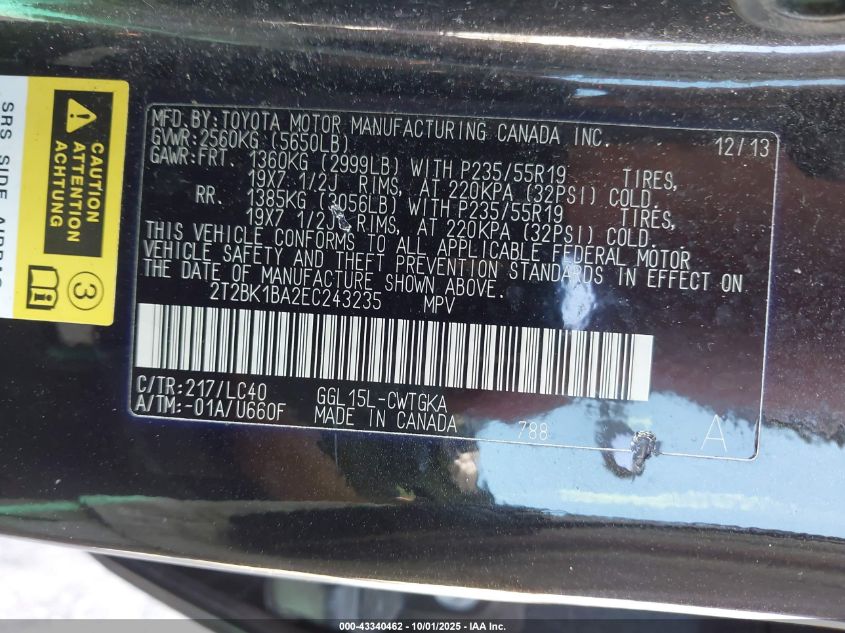 SRS SIDE AIRBAG
3
MFD.BY:TOYOTA MOTOR MANUFACTURING CANADA INC. 12/13
GVWR:2560KG (5650LB)
GAWR:FRT. 1360KG (2999LB) WITH P235/55R19 TIRES,
19X7 1/2J RIMS, AT 220KPA (32PSI) COLD.
RR. 1385KG (3056LB) WITH P235/55R19 TIRES,
19X7 1/2J RIMS, AT 220KPA (32PSI) COLD.
THIS VEHICLE CONFORMS TO ALL APPLICABLE FEDERAL MOTOR
VEHICLE SAFETY AND THEFT PREVENTION STANDARDS IN EFFECT ON
THE DATE OF MANUFACTURE SHOWN ABOVE.
2T2BK1BA2EC243235 MPV
C/TR:217/LC40 GGL15L-CWTGKA
A/TM:-01A/U660F MADE IN CANADA 788 A
000-43340462 - 10/01/2025 - IAA Inc.